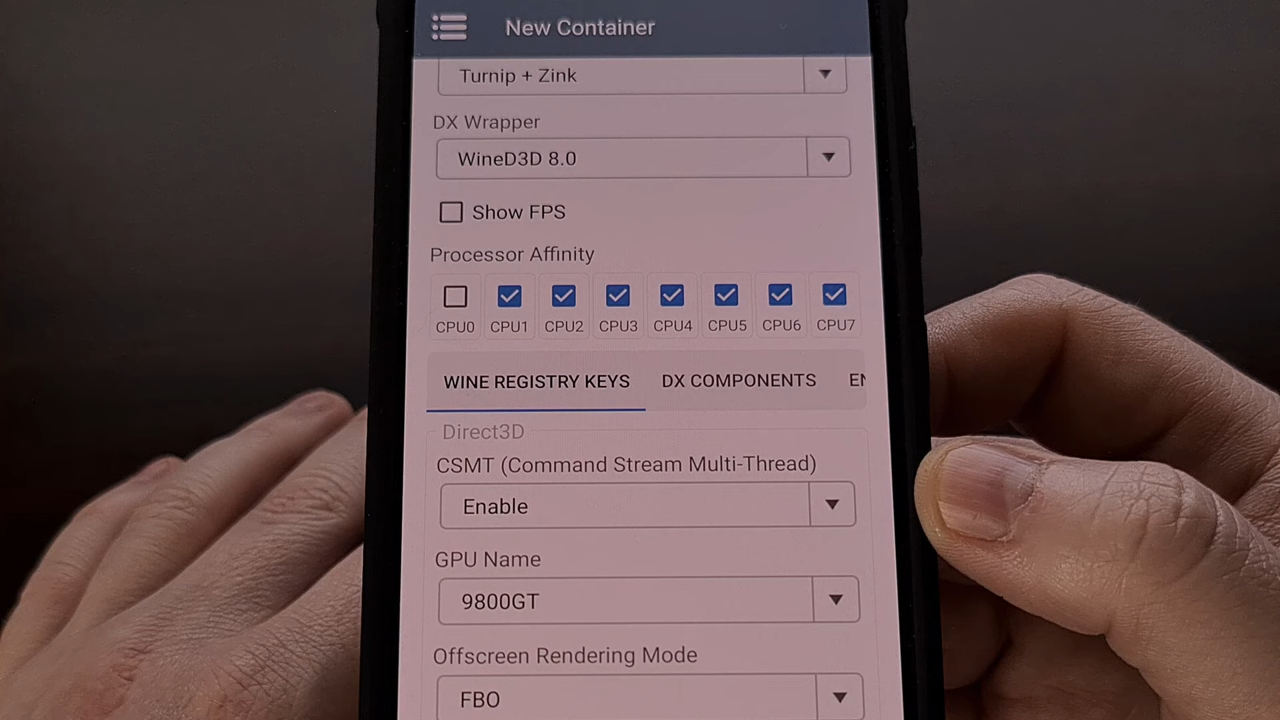 New Container
Turnip + Zink
DX Wrapper
WineD3D 8.0
Show FPS
Processor Affinity
CPU0 CPU1 CPU2 CPU3 CPU4 CPU5 CPU6 CPU7
WINE REGISTRY KEYS DX COMPONENTS EN
Direct3D
CSMT (Command Stream Multi-Thread)
Enable
GPU Name
9800GT
Offscreen Rendering Mode
FBO